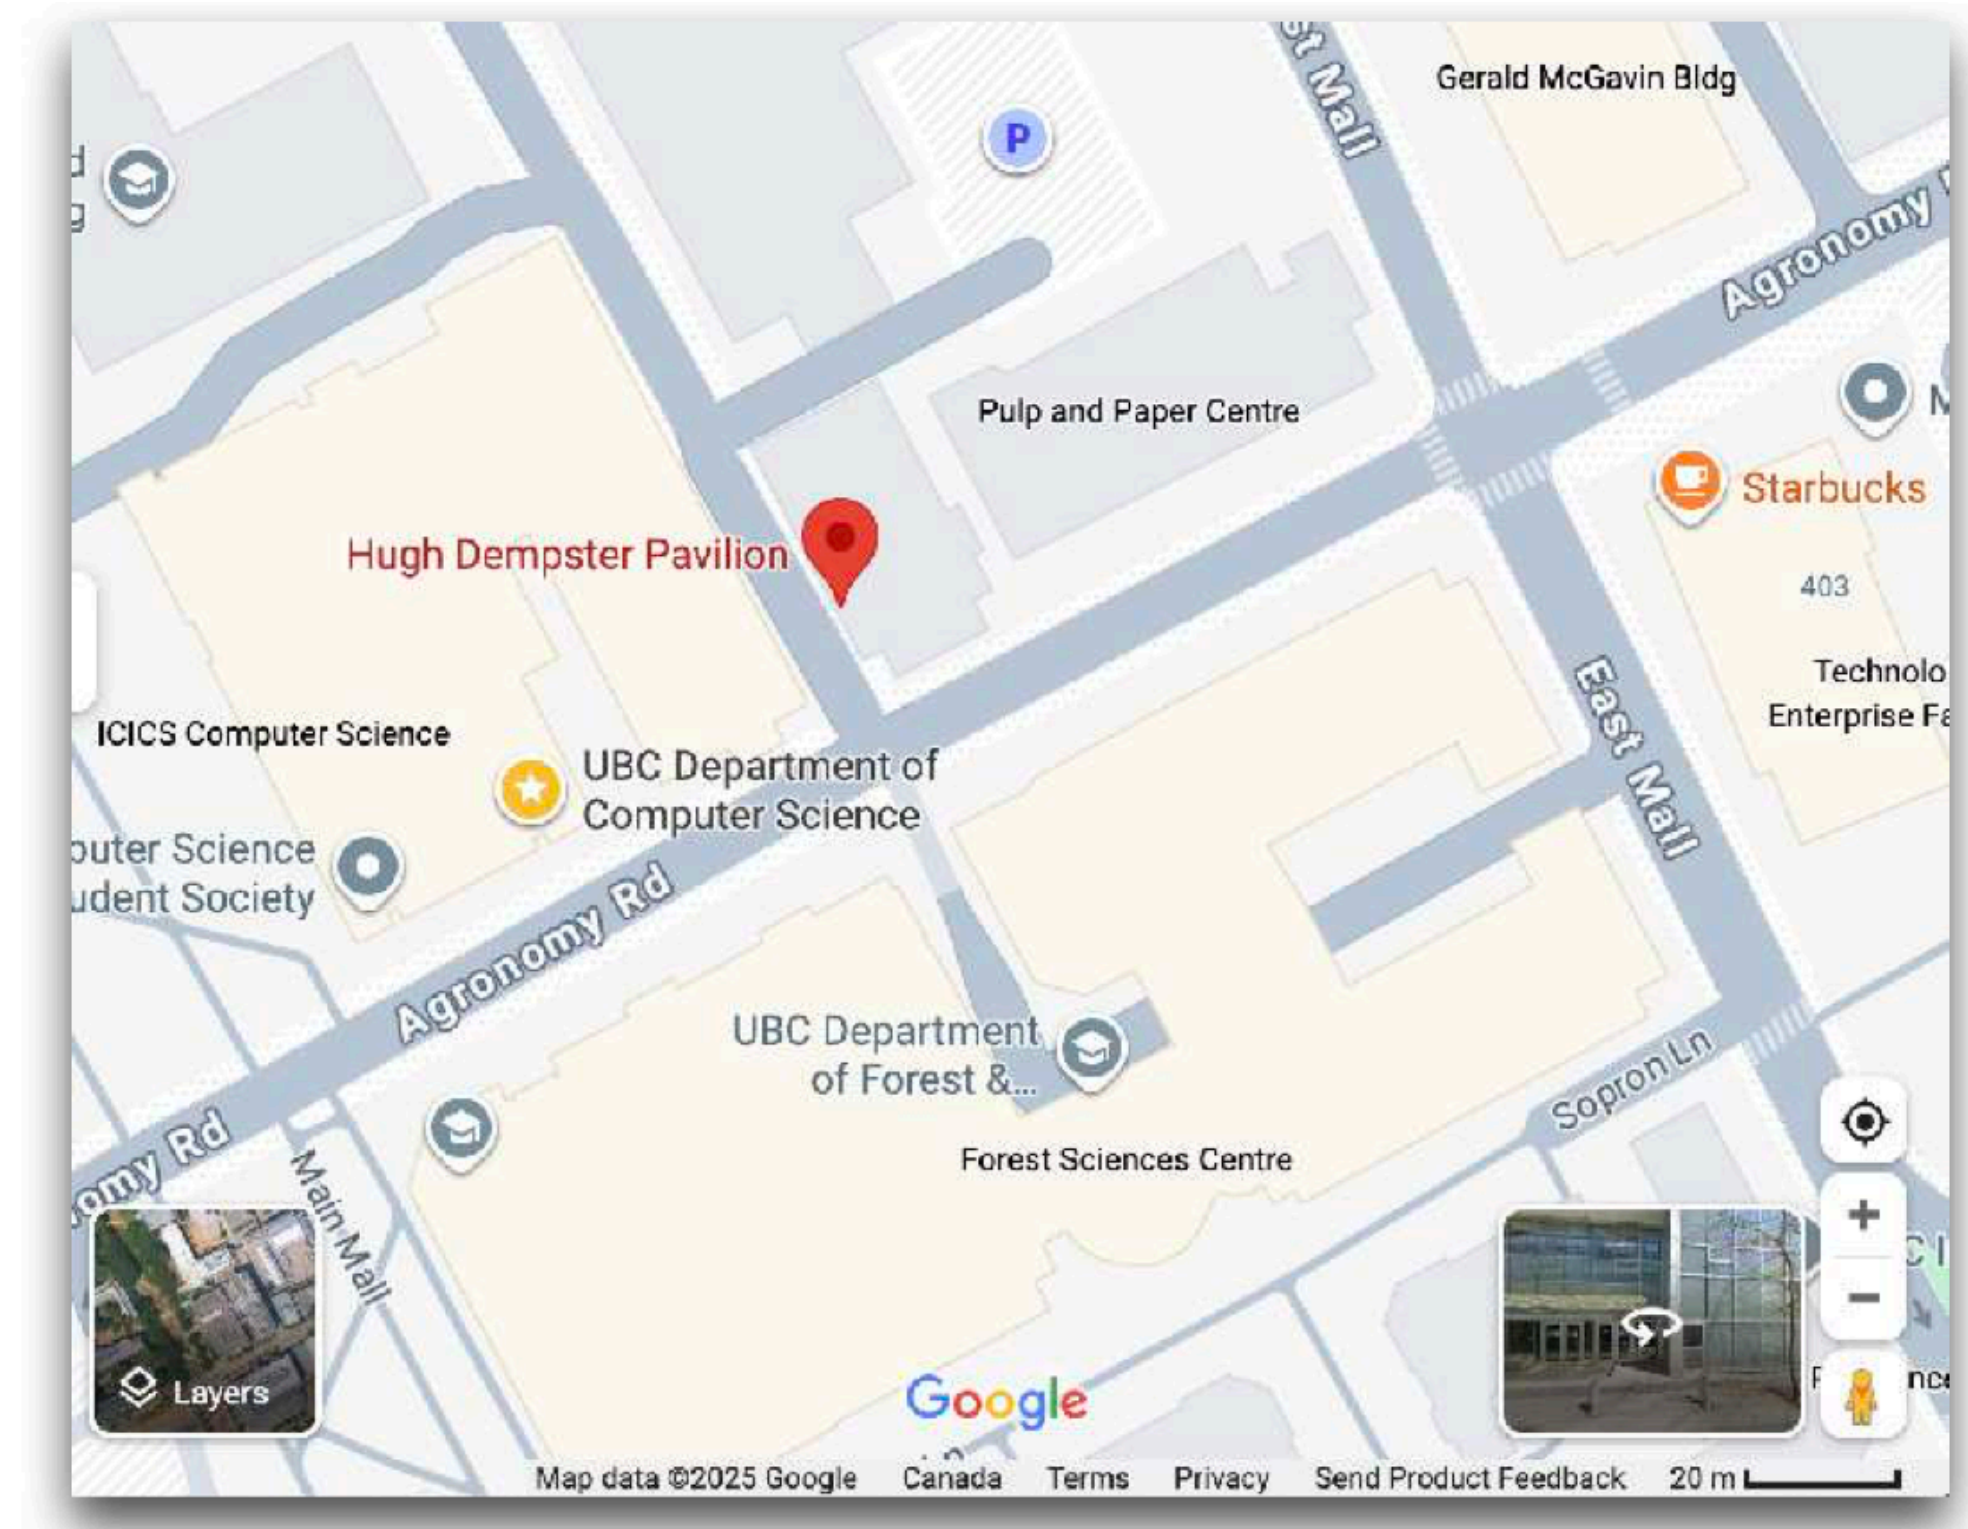 st Mall
Gerald McGavin Bldg
P
d
g
Agronomy
Pulp and Paper Centre
M
Starbucks
Hugh Dempster Pavilion
403
Technolo
Enterprise Fa
East Mall
ICICS Computer Science
UBC Department of
Computer Science
puter Science
udent Society
Agronomy Rd
UBC Department
of Forest &...
Sopron Ln
Forest Sciences Centre
omy Rd
Main Mall
C I
nce
Layers
Google
Map data ©2025 Google Canada Terms Privacy Send Product Feedback 20 m